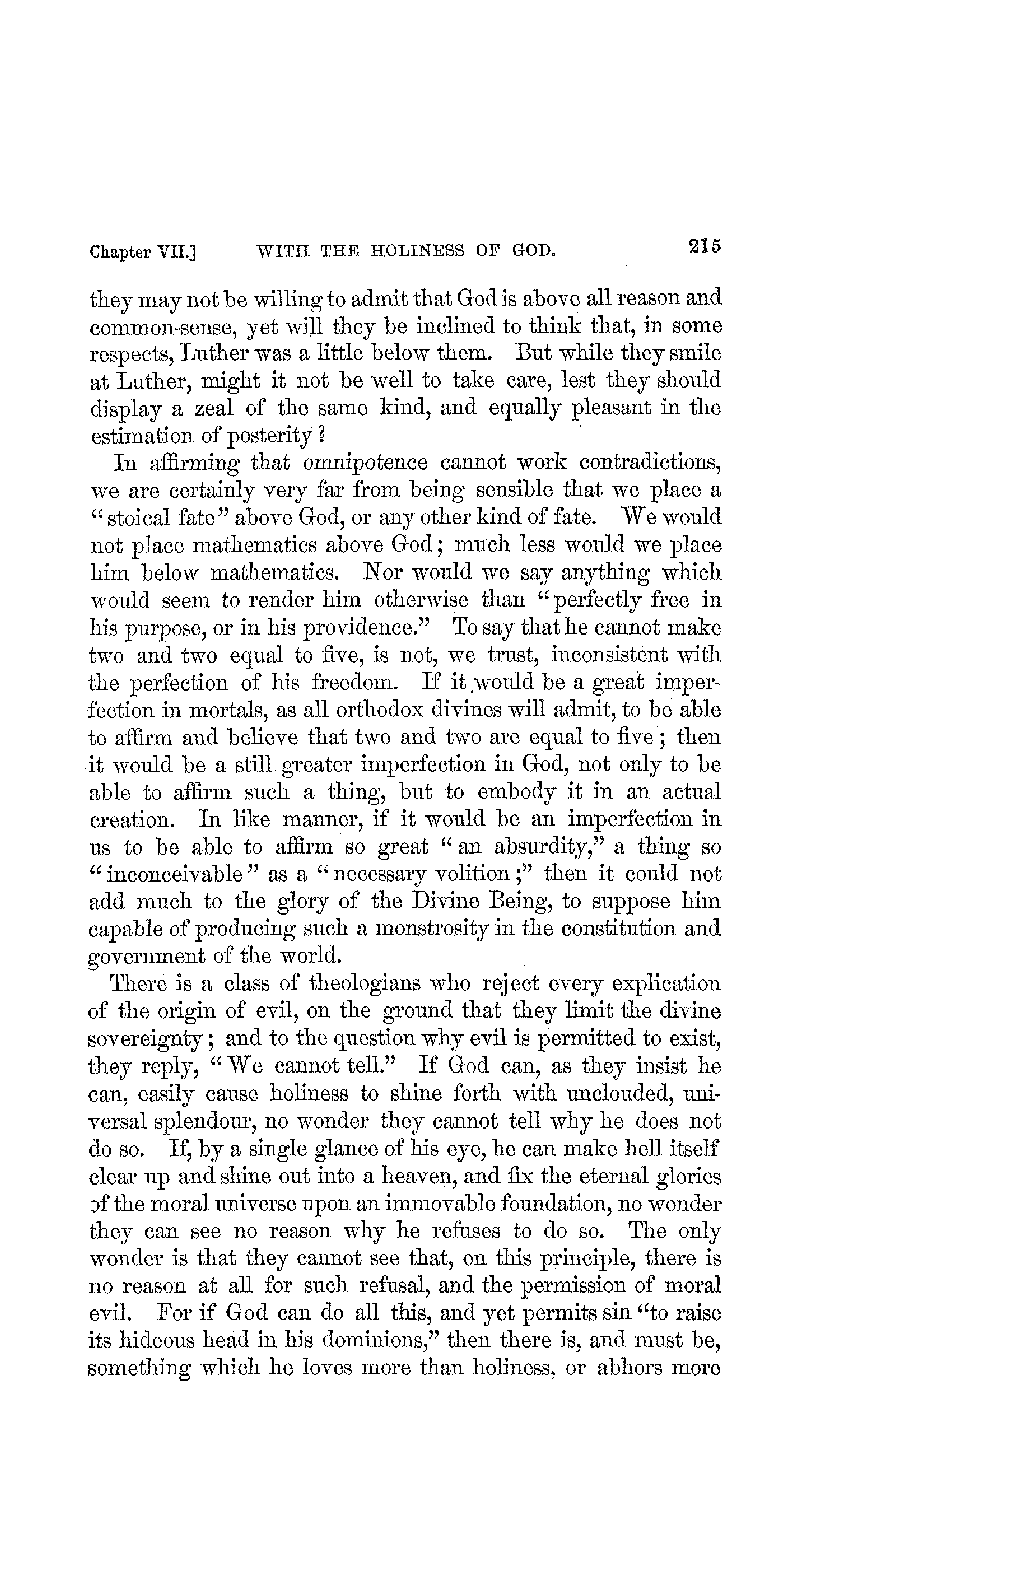 Chapter VII.] WITH THE HOLINESS OF GOD. 215
they may not be willing to admit that God is above all reason and
common-sense, yet will they be inclined to think that, in some
respects, Luther was a little below them. But while they smile
at Luther, might it not be well to take care, lest they should
display a zeal of the same kind, and equally pleasant in the
estimation of posterity?
In affirming that omnipotence cannot work contradictions,
we are certainly very far from being sensible that we place a
"stoical fate" above God, or any other kind of fate. We would
not place mathematics above God; much less would we place
him below mathematics. Nor would we say anything which
would seem to render him otherwise than "perfectly free in
his purpose, or in his providence." To say that he cannot make
two and two equal to five, is not, we trust, inconsistent with
the perfection of his freedom. If it would be a great imper-
fection in mortals, as all orthodox divines will admit, to be able
to affirm and believe that two and two are equal to five; then
it would be a still greater imperfection in God, not only to be
able to affirm such a thing, but to embody it in an actual
creation. In like manner, if it would be an imperfection in
us to be able to affirm so great "an absurdity," a thing so
"inconceivable" as a "necessary volition;" then it could not
add much to the glory of the Divine Being, to suppose him
capable of producing such a monstrosity in the constitution and
government of the world.
There is a class of theologians who reject every explication
of the origin of evil, on the ground that they limit the divine
sovereignty; and to the question why evil is permitted to exist,
they reply, "We cannot tell." If God can, as they insist he
can, easily cause holiness to shine forth with unclouded, uni-
versal splendour, no wonder they cannot tell why he does not
do so. If, by a single glance of his eye, he can make hell itself
clear up and shine out into a heaven, and fix the eternal glories
of the moral universe upon an immovable foundation, no wonder
they can see no reason why he refuses to do so. The only
wonder is that they cannot see that, on this principle, there is
no reason at all for such refusal, and the permission of moral
evil. For if God can do all this, and yet permits sin "to raise
its hideous head in his dominions," then there is, and must be,
something which he loves more than holiness, or abhors more